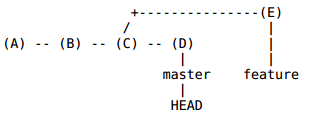 +---------------(E)
/ |
(A) -- (B) -- (C) -- (D) |
| |
master feature
|
HEAD